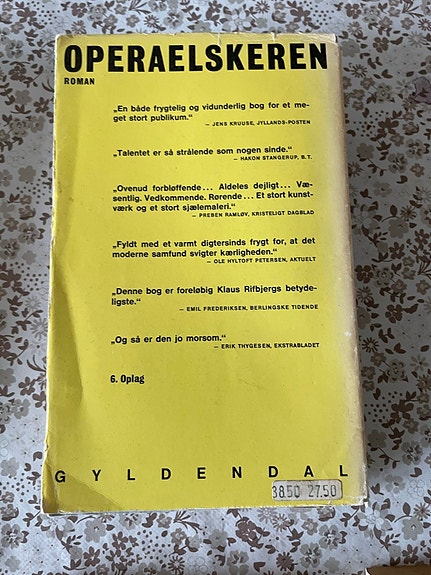 OPERAELSKEREN
ROMAN
„En både frygtelig og vidunderlig bog for et me-
get stort publikum.“
– JENS KRUUSE, JYLLANDS-POSTEN
„Talentet er så strålende som nogen sinde.“
– HAKON STANGERUP, B.T.
„Ovenud forbløffende... Aldeles dejligt... Væ-
sentlig. Vedkommende. Rørende... Et stort kunst-
værk og et stort sjælemaleri.“
– PREBEN RAMLØV, KRISTELIGT DAGBLAD
„Fyldt med et varmt digtersinds frygt for, at det
moderne samfund svigter kærligheden.“
– OLE HYLTOFT PETERSEN, AKTUELT
„Denne bog er foreløbig Klaus Rifbjergs betyde-
ligste.“
– EMIL FREDERIKSEN, BERLINGSKE TIDENDE
„Og så er den jo morsom.“
– ERIK THYGESEN, EKSTRABLADET
6. Oplag
GYLDENDAL
38.50 27.50